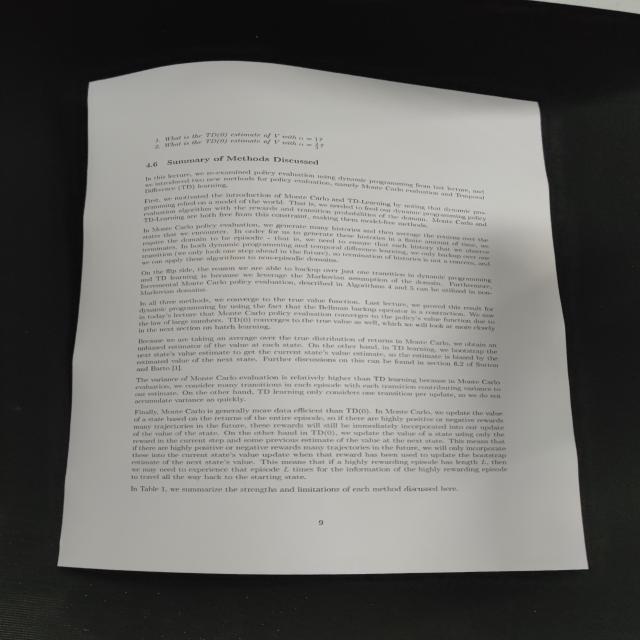 1. What is the TD(0) estimate of V with α = 1?
2. What is the TD(0) estimate of V with α = ?
4.6 Summary of Methods Discussed
In this lecture, we re-examined policy evaluation using dynamic programming from last lecture, and
we introduced two new methods for policy evaluation, namely Monte Carlo evaluation and Temporal
Difference (TD) learning.
First, we motivated the introduction of Monte Carlo and TD-Learning by noting that dynamic pro-
gramming relied on a model of the world. That is, we needed to feed our dynamic programming policy
evaluation algorithm with the rewards and transition probabilities of the domain. Monte Carlo and
TD-Learning are both free from this constraint, making them model-free methods.
In Monte Carlo policy evaluation, we generate many histories and then average the returns over the
states that we encounter. In order for us to generate these histories in a finite amount of time, we
require the domain to be episodic - that is, we need to ensure that each history that we observe
terminates. In both dynamic programming and temporal difference learning, we only backup over one
transition (we only look one step ahead in the future), so termination of histories is not a concern, and
we can apply these algorithms to non-episodic domains.
On the flip side, the reason we are able to backup over just one transition in dynamic programming
and TD learning is because we leverage the Markovian assumption of the domain. Furthermore,
Incremental Monte Carlo policy evaluation, described in Algorithms 4 and 5 can be utilized in non-
Markovian domains.
In all three methods, we converge to the true value function. Last lecture, we proved this result for
dynamic programming by using the fact that the Bellman backup operator is a contraction. We saw
in today's lecture that Monte Carlo policy evaluation converges to the policy's value function due to
the law of large numbers. TD(0) converges to the true value as well, which we will look at more closely
in the next section on batch learning.
Because we are taking an average over the true distribution of returns in Monte Carlo, we obtain an
unbiased estimator of the value at each state. On the other hand, in TD learning, we bootstrap the
next state's value estimate to get the current state's value estimate, so the estimate is biased by the
estimated value of the next state. Further discussions on this can be found in section 6.2 of Sutton
and Barto [1].
The variance of Monte Carlo evaluation is relatively higher than TD learning because in Monte Carlo
evaluation, we consider many transitions in each episode with each transition contributing variance to
our estimate. On the other hand, TD learning only considers one transition per update, so we do not
accumulate variance as quickly.
Finally, Monte Carlo is generally more data efficient than TD(0). In Monte Carlo, we update the value
of a state based on the returns of the entire episode, so if there are highly positive or negative rewards
many trajectories in the future, these rewards will still be immediately incorporated into our update
of the value of the state. On the other hand in TD(0), we update the value of a state using only the
reward in the current step and some previous estimate of the value at the next state. This means that
if there are highly positive or negative rewards many trajectories in the future, we will only incorporate
these into the current state's value update when that reward has been used to update the bootstrap
estimate of the next state's value. This means that if a highly rewarding episode has length L, then
we may need to experience that episode L times for the information of the highly rewarding episode
to travel all the way back to the starting state.
In Table 1, we summarize the strengths and limitations of each method discussed here.
9